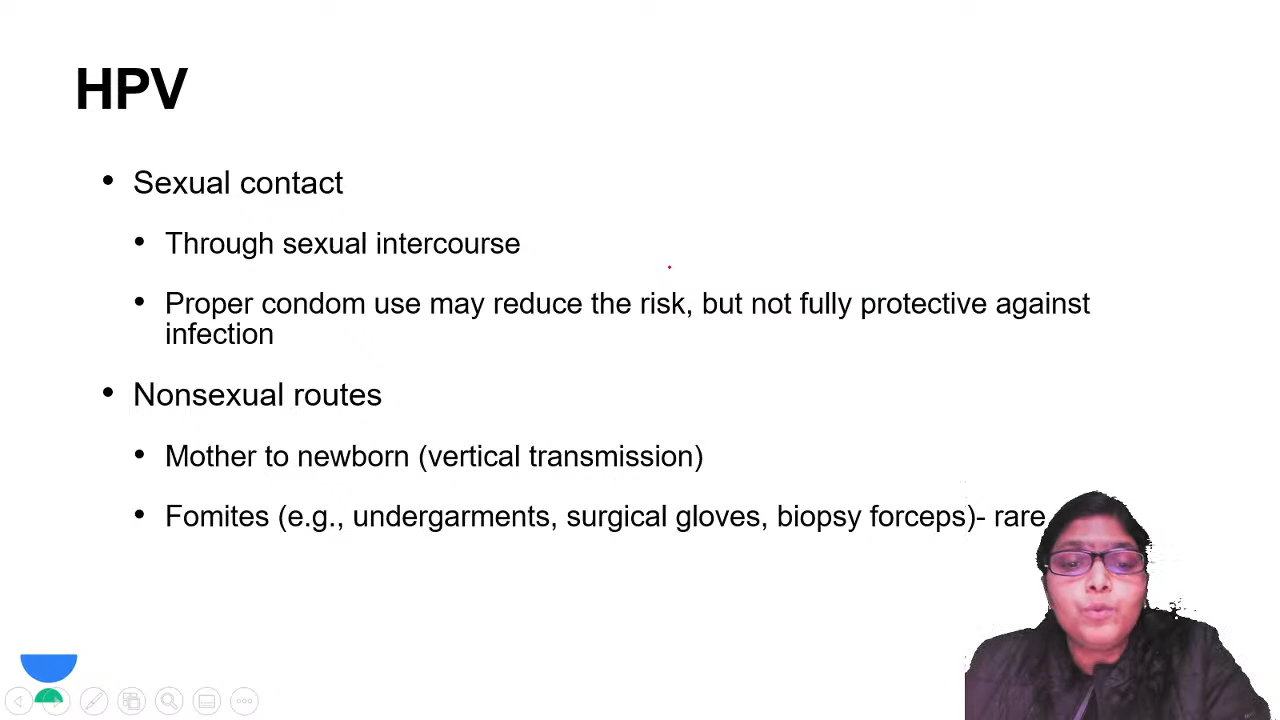 HPV
• Sexual contact
• Through sexual intercourse
• Proper condom use may reduce the risk, but not fully protective against
infection
• Nonsexual routes
• Mother to newborn (vertical transmission)
• Fomites (e.g., undergarments, surgical gloves, biopsy forceps)- rare